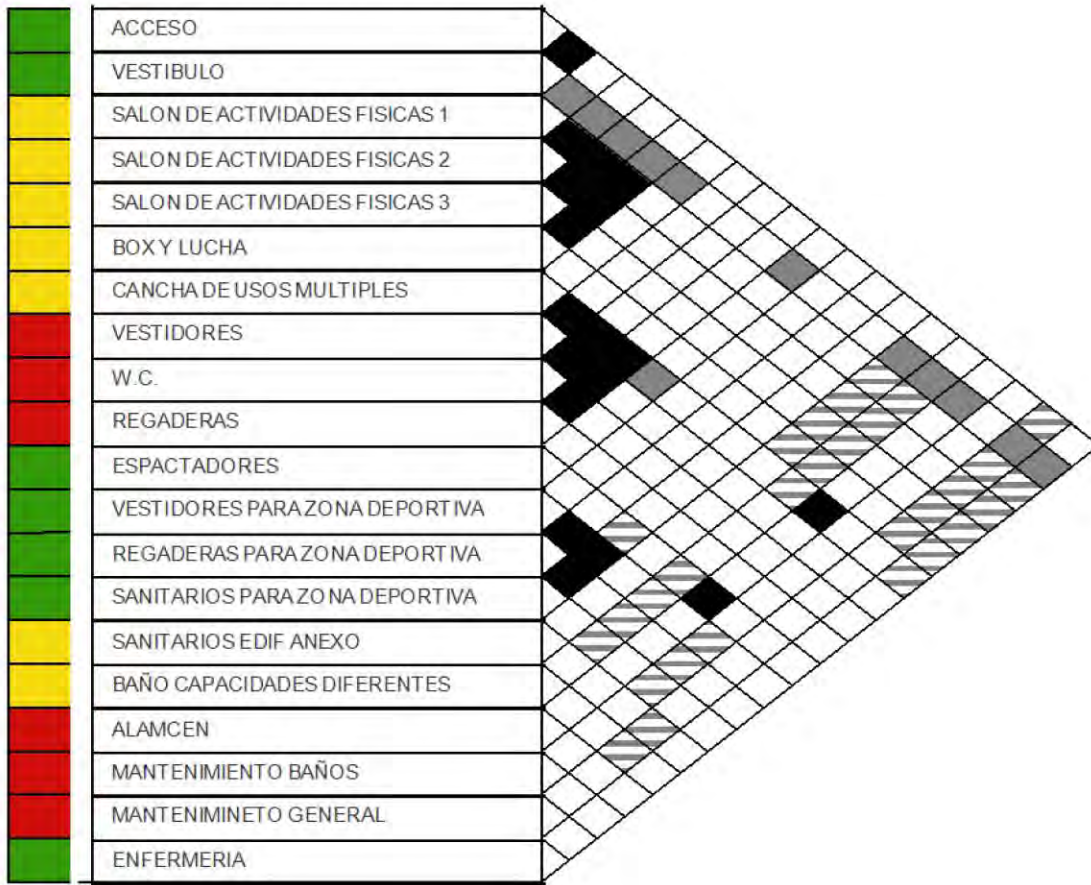 ACCESO
VESTIBULO
SALON DE ACTIVIDADES FISICAS 1
SALON DE ACTIVIDADES FISICAS 2
SALON DE ACTIVIDADES FISICAS 3
BOX Y LUCHA
CANCHA DE USOS MULTIPLES
VESTIDORES
W.C.
REGADERAS
ESPACTADORES
VESTIDORES PARA ZONA DEPORTIVA
REGADERAS PARA ZONA DEPORTIVA
SANITARIOS PARA ZONA DEPORTIVA
SANITARIOS EDIF ANEXO
BAÑO CAPACIDADES DIFERENTES
ALAMCEN
MANTENIMIENTO BAÑOS
MANTENIMINETO GENERAL
ENFERMERIA